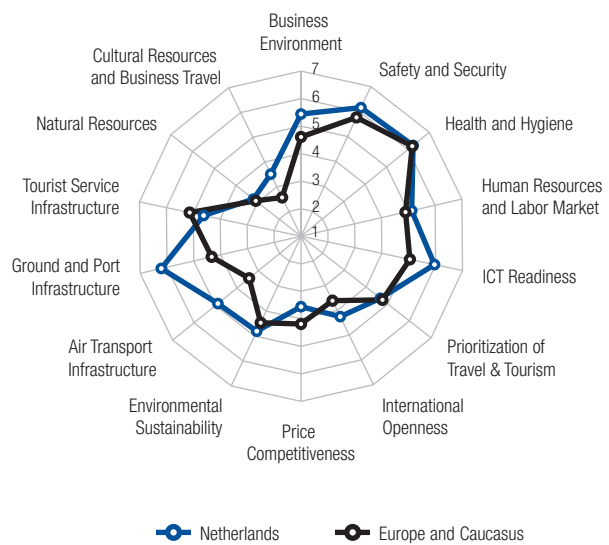 Business
Environment
Cultural Resources
and Business Travel
Safety and Security
Natural Resources
Health and Hygiene
Tourist Service
Infrastructure
Human Resources
and Labor Market
Ground and Port
Infrastructure
ICT Readiness
Air Transport
Infrastructure
Prioritization of
Travel & Tourism
Environmental
Sustainability
International
Openness
Price
Competitiveness
7
6
5
4
3
2
1
Netherlands
Europe and Caucasus